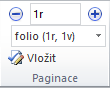 1r
folio (1r, 1v)
Vložit
Paginace